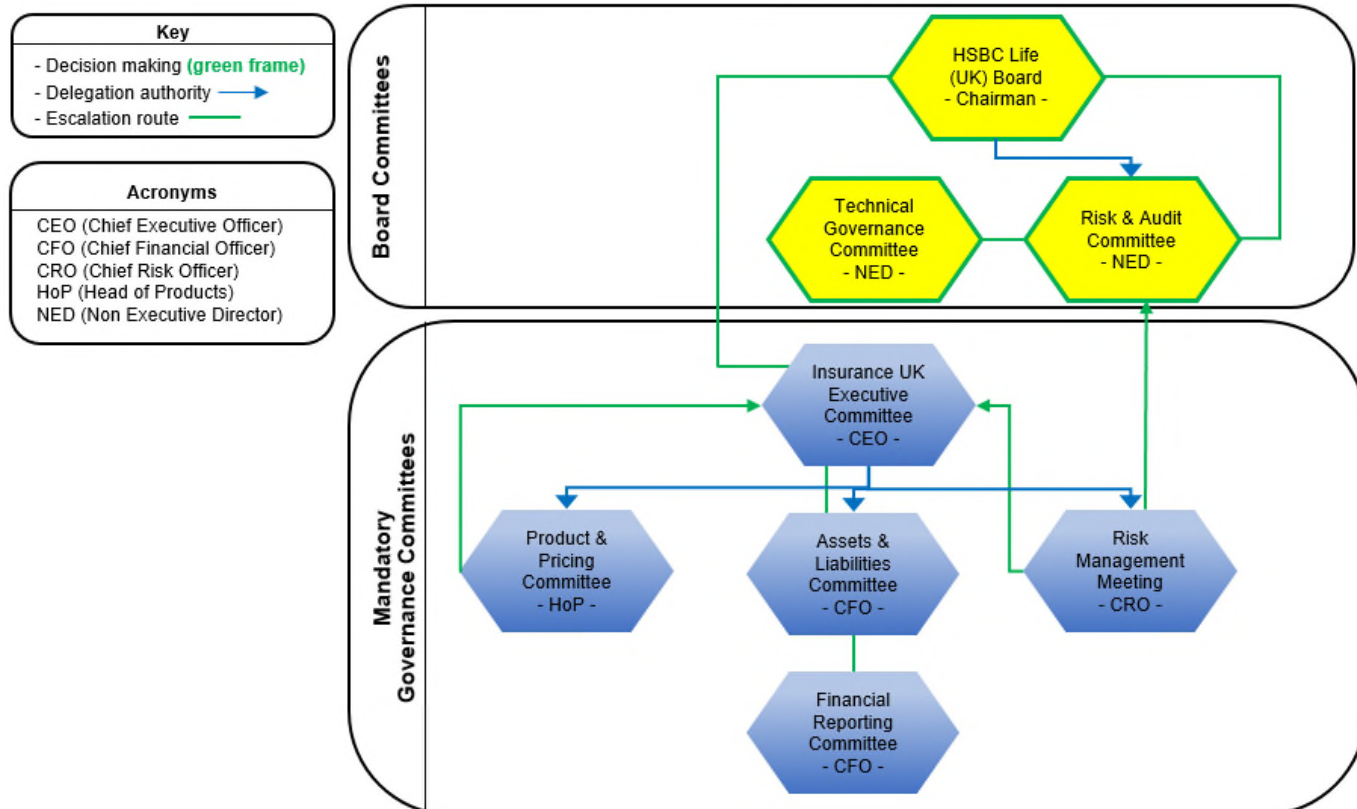 Key
- Decision making (green frame)
- Delegation authority
- Escalation route
Acronyms
CEO (Chief Executive Officer)
CFO (Chief Financial Officer)
CRO (Chief Risk Officer)
HoP (Head of Products)
NED (Non Executive Director)
Board Committees
HSBC Life
(UK) Board
- Chairman -
Technical
Governance
Committee
- NED -
Risk & Audit
Committee
- NED -
Mandatory
Governance Committees
Insurance UK
Executive
Committee
- CEO -
Product &
Pricing
Committee
- HoP -
Assets &
Liabilities
Committee
- CFO -
Risk
Management
Meeting
- CRO -
Financial
Reporting
Committee
- CFO -